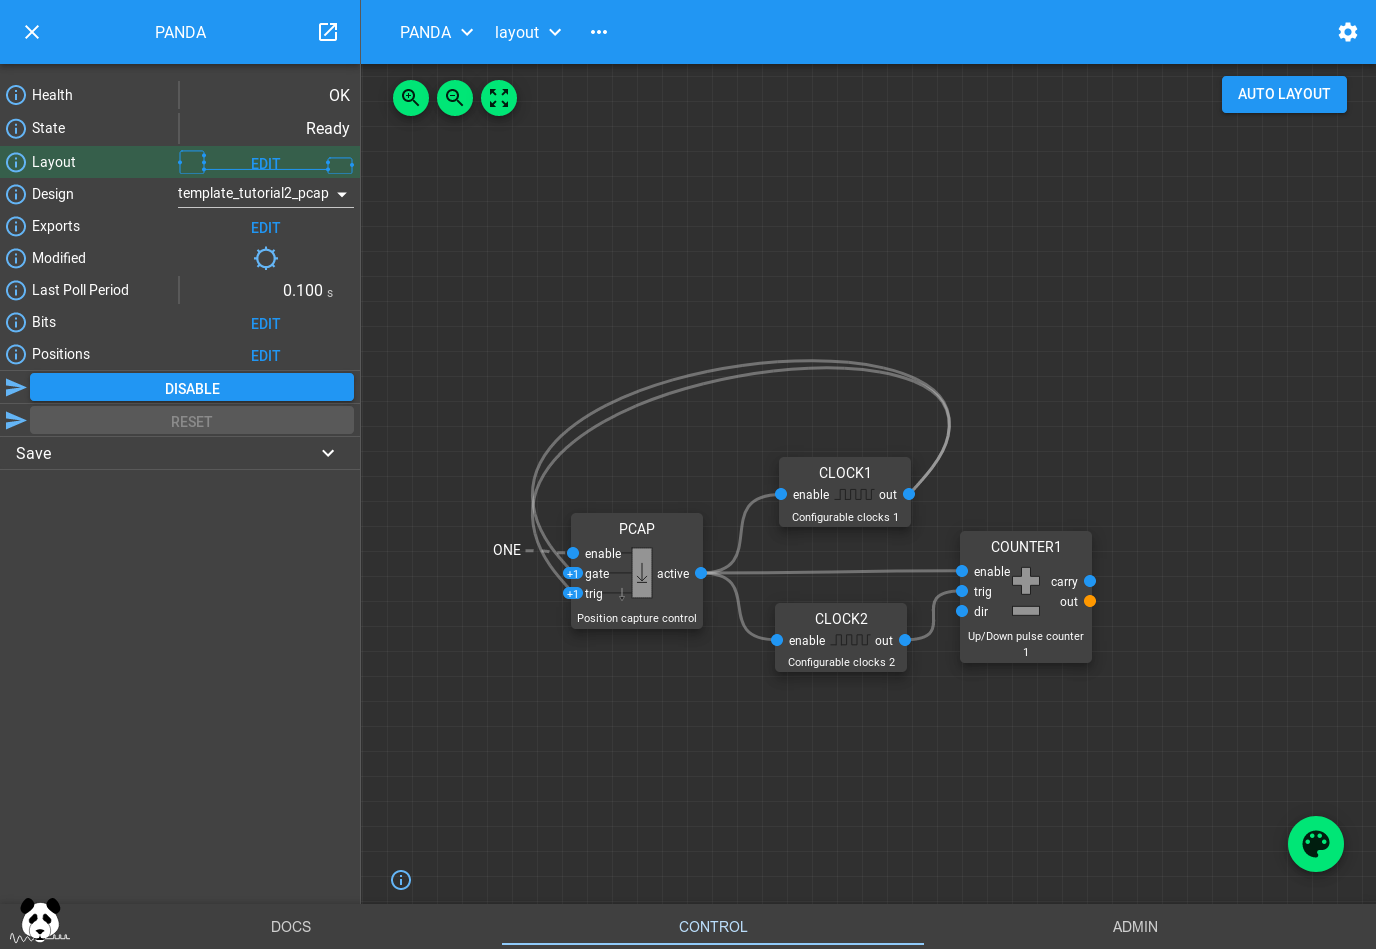 PANDA
PANDA
layout
AUTO LAYOUT
Health
OK
State
Ready
Layout
EDIT
Design
template_tutorial2_pcap
Exports
EDIT
Modified
Last Poll Period
0.100 s
Bits
EDIT
Positions
EDIT
DISABLE
RESET
Save
CLOCK1
enable
out
Configurable clocks 1
ONE
PCAP
enable
+1 gate
+1 trig
active
Position capture control
COUNTER1
enable
trig
dir
carry
out
Up/Down pulse counter
1
CLOCK2
enable
out
Configurable clocks 2
DOCS
CONTROL
ADMIN